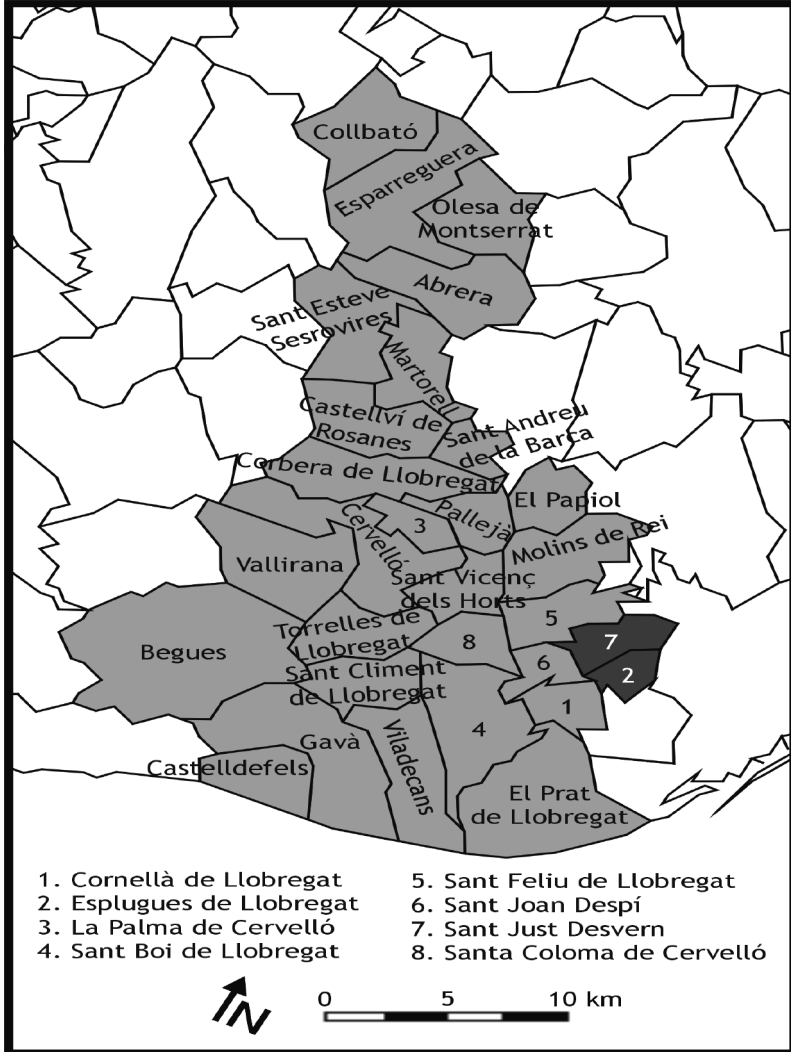 Collbató
Esparreguera
Olesa de
Montserrat
Abrera
Sant Esteve
Sesrovires
Martorell
Castellví de
Rosanes
Sant Andreu
de la Barca
Corbera de Llobregat
El Papiol
Pallejà
3
Cervelló
Molins de Rei
Vallirana
Sant Vicenç
dels Horts
5
Torrelles de
Llobregat
8
7
Begues
6
2
Sant Climent
de Llobregat
1
4
Gavà
Viladecans
Castelldefels
El Prat
de Llobregat
1. Cornellà de Llobregat
2. Esplugues de Llobregat
3. La Palma de Cervelló
4. Sant Boi de Llobregat
5. Sant Feliu de Llobregat
6. Sant Joan Despí
7. Sant Just Desvern
8. Santa Coloma de Cervelló
N
0 5 10 km